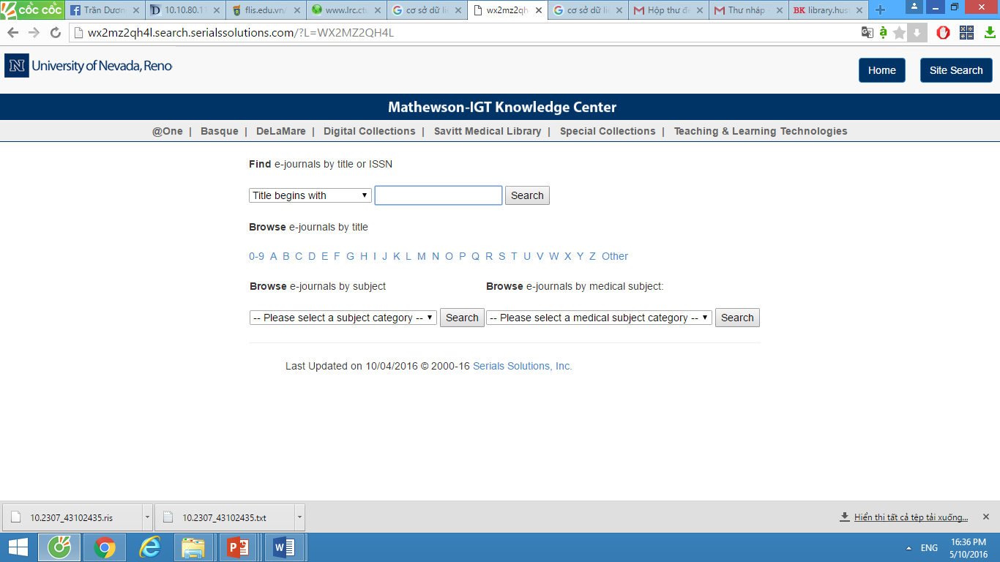 cốc cốc Trần Dươn 10.10.80.1 flis.edu.vn/ www.lrc.ctu cơ sở dữ li wx2mz2qh cơ sở dữ li Hộp thư đế Thư nháp BK library.hus
wx2mz2qh4l.search.serialssolutions.com/?L=WX2MZ2QH4L
N University of Nevada, Reno Home Site Search
Mathewson-IGT Knowledge Center
@One | Basque | DeLaMare | Digital Collections | Savitt Medical Library | Special Collections | Teaching & Learning Technologies
Find e-journals by title or ISSN
Title begins with Search
Browse e-journals by title
0-9 A B C D E F G H I J K L M N O P Q R S T U V W X Y Z Other
Browse e-journals by subject Browse e-journals by medical subject:
-- Please select a subject category -- Search -- Please select a medical subject category -- Search
Last Updated on 10/04/2016 © 2000-16 Serials Solutions, Inc.
10.2307_43102435.ris 10.2307_43102435.txt Hiển thị tất cả tệp tải xuống...
ENG 16:36 PM
5/10/2016